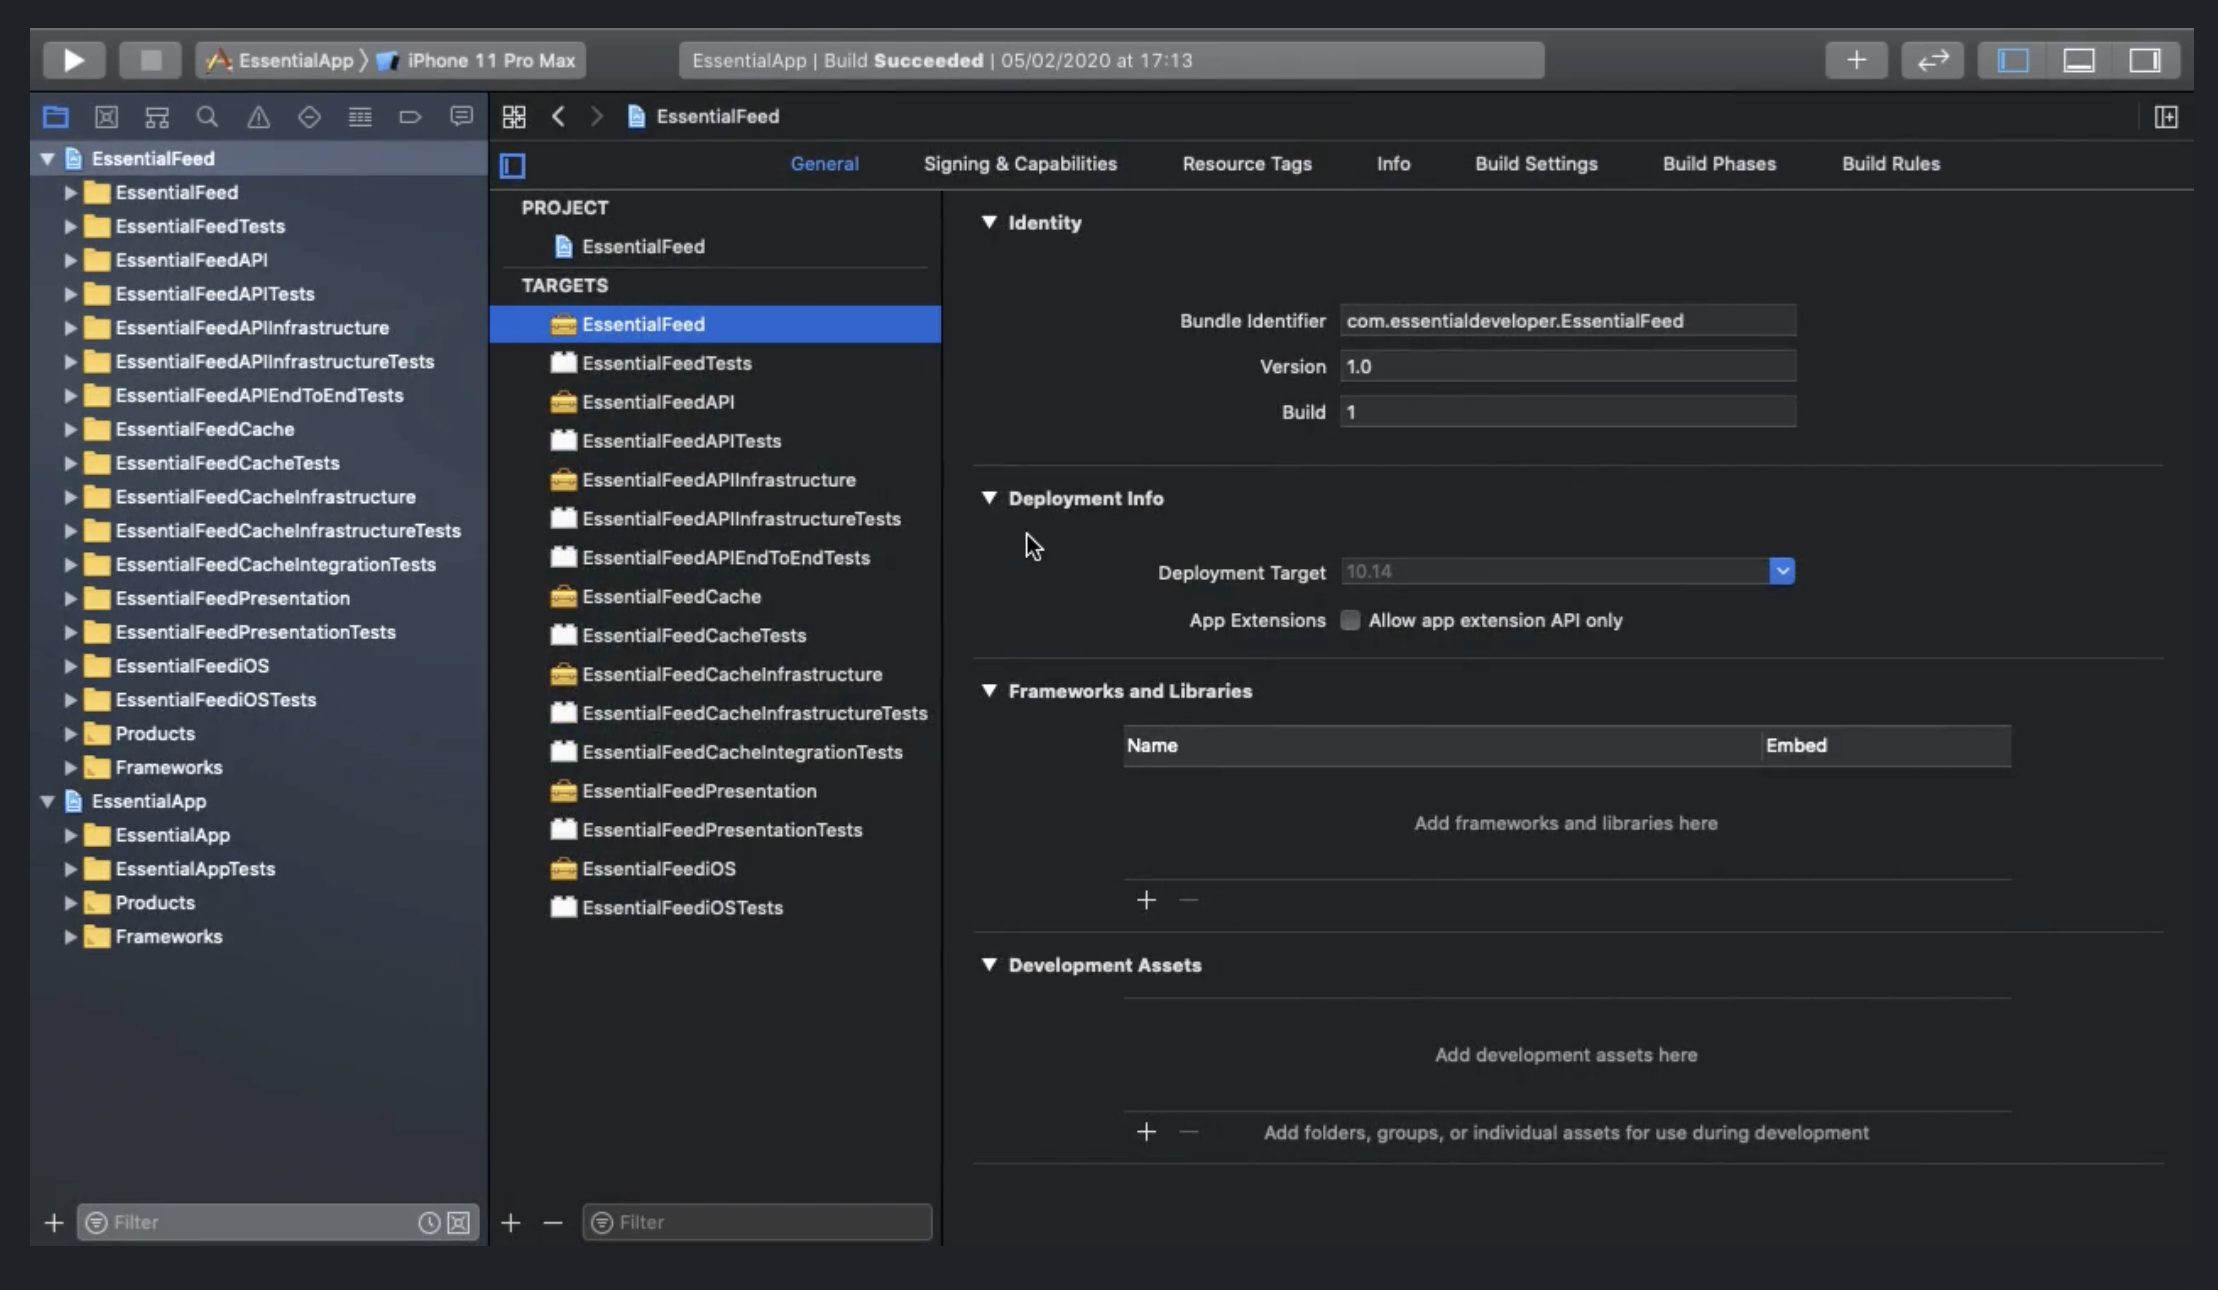 EssentialApp 〉 iPhone 11 Pro Max
EssentialApp | Build Succeeded | 05/02/2020 at 17:13
EssentialFeed
EssentialFeed
EssentialFeedTests
EssentialFeedAPI
EssentialFeedAPITests
EssentialFeedAPIInfrastructure
EssentialFeedAPIInfrastructureTests
EssentialFeedAPIEndToEndTests
EssentialFeedCache
EssentialFeedCacheTests
EssentialFeedCacheInfrastructure
EssentialFeedCacheInfrastructureTests
EssentialFeedCacheIntegrationTests
EssentialFeedPresentation
EssentialFeedPresentationTests
EssentialFeediOS
EssentialFeediOSTests
Products
Frameworks
EssentialApp
EssentialApp
EssentialAppTests
Products
Frameworks
Filter
EssentialFeed
General Signing & Capabilities Resource Tags Info Build Settings Build Phases Build Rules
PROJECT
EssentialFeed
TARGETS
EssentialFeed
EssentialFeedTests
EssentialFeedAPI
EssentialFeedAPITests
EssentialFeedAPIInfrastructure
EssentialFeedAPIInfrastructureTests
EssentialFeedAPIEndToEndTests
EssentialFeedCache
EssentialFeedCacheTests
EssentialFeedCacheInfrastructure
EssentialFeedCacheInfrastructureTests
EssentialFeedCacheIntegrationTests
EssentialFeedPresentation
EssentialFeedPresentationTests
EssentialFeediOS
EssentialFeediOSTests
Filter
Identity
Bundle Identifier com.essentialdeveloper.EssentialFeed
Version 1.0
Build 1
Deployment Info
Deployment Target 10.14
App Extensions Allow app extension API only
Frameworks and Libraries
Name Embed
Add frameworks and libraries here
Development Assets
Add development assets here
Add folders, groups, or individual assets for use during development